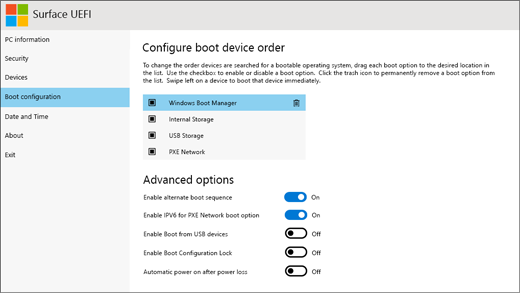 Surface UEFI
PC information
Security
Devices
Boot configuration
Date and Time
About
Exit
Configure boot device order
To change the order devices are searched for a bootable operating system, drag each boot option to the desired location in
the list. Use the checkbox to enable or disable a boot option. Click the trash icon to permanently remove a boot option from
the list. Swipe left on a device to boot that device immediately.
Windows Boot Manager
Internal Storage
USB Storage
PXE Network
Advanced options
Enable alternate boot sequence On
Enable IPV6 for PXE Network boot option On
Enable Boot from USB devices Off
Enable Boot Configuration Lock Off
Automatic power on after power loss Off